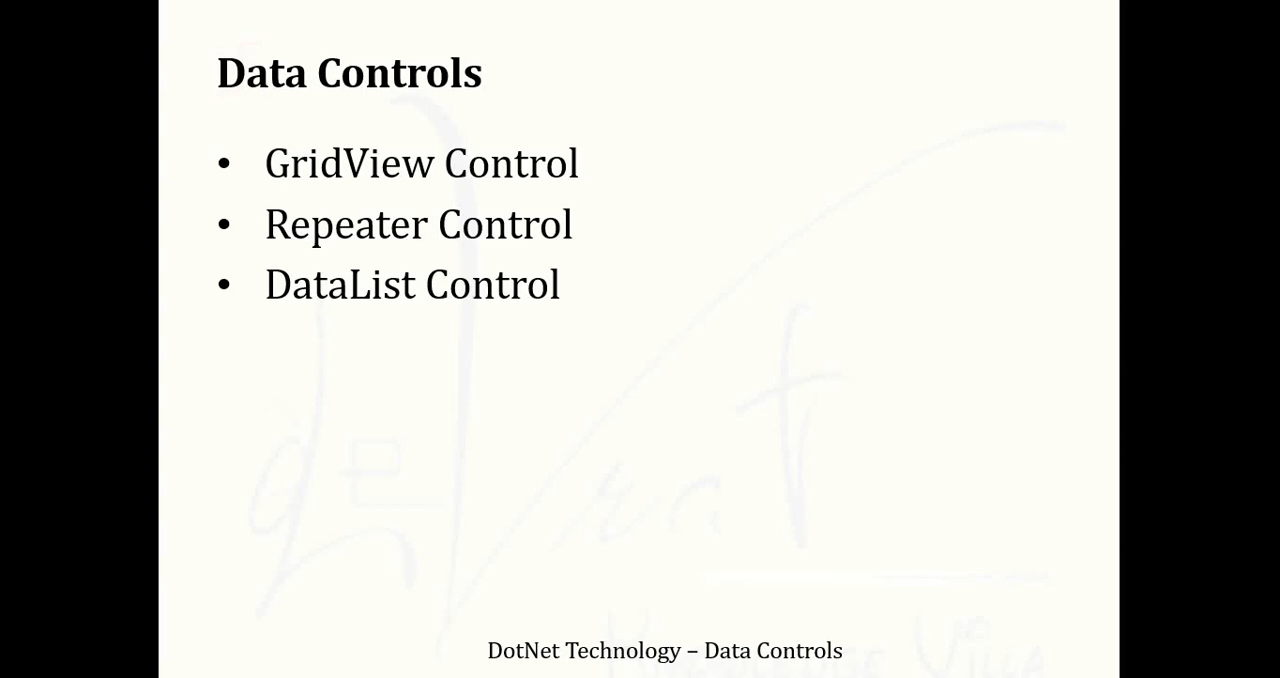 Data Controls
• GridView Control
• Repeater Control
• DataList Control
DotNet Technology – Data Controls